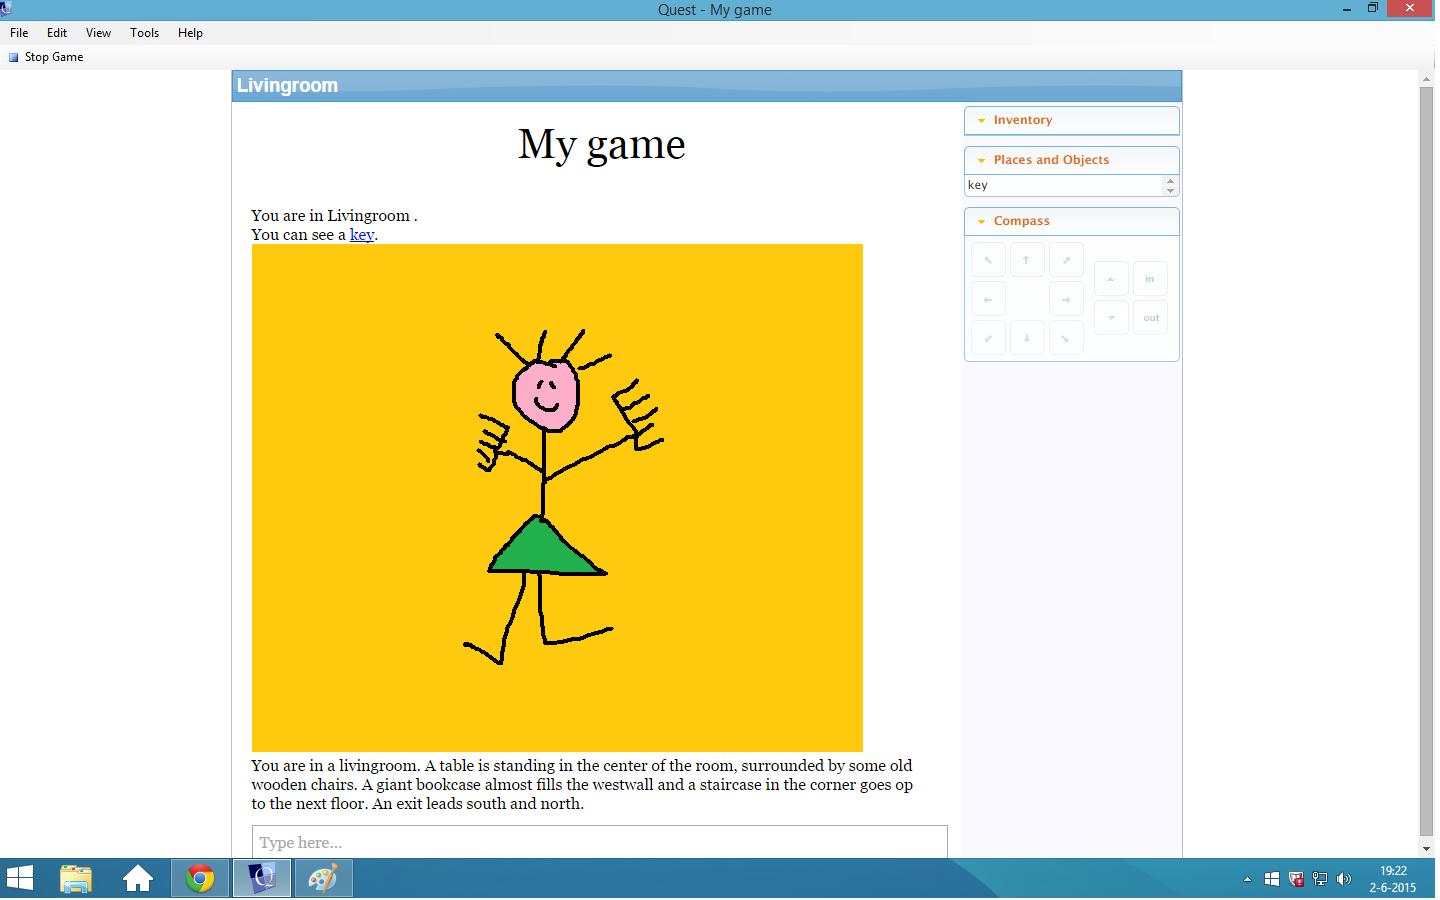 Quest - My game
File Edit View Tools Help
Stop Game
Livingroom
My game
You are in Livingroom .
You can see a key.
You are in a livingroom. A table is standing in the center of the room, surrounded by some old
wooden chairs. A giant bookcase almost fills the westwall and a staircase in the corner goes op
to the next floor. An exit leads south and north.
Type here...
Inventory
Places and Objects
key
Compass
in
out
19:22
2-6-2015